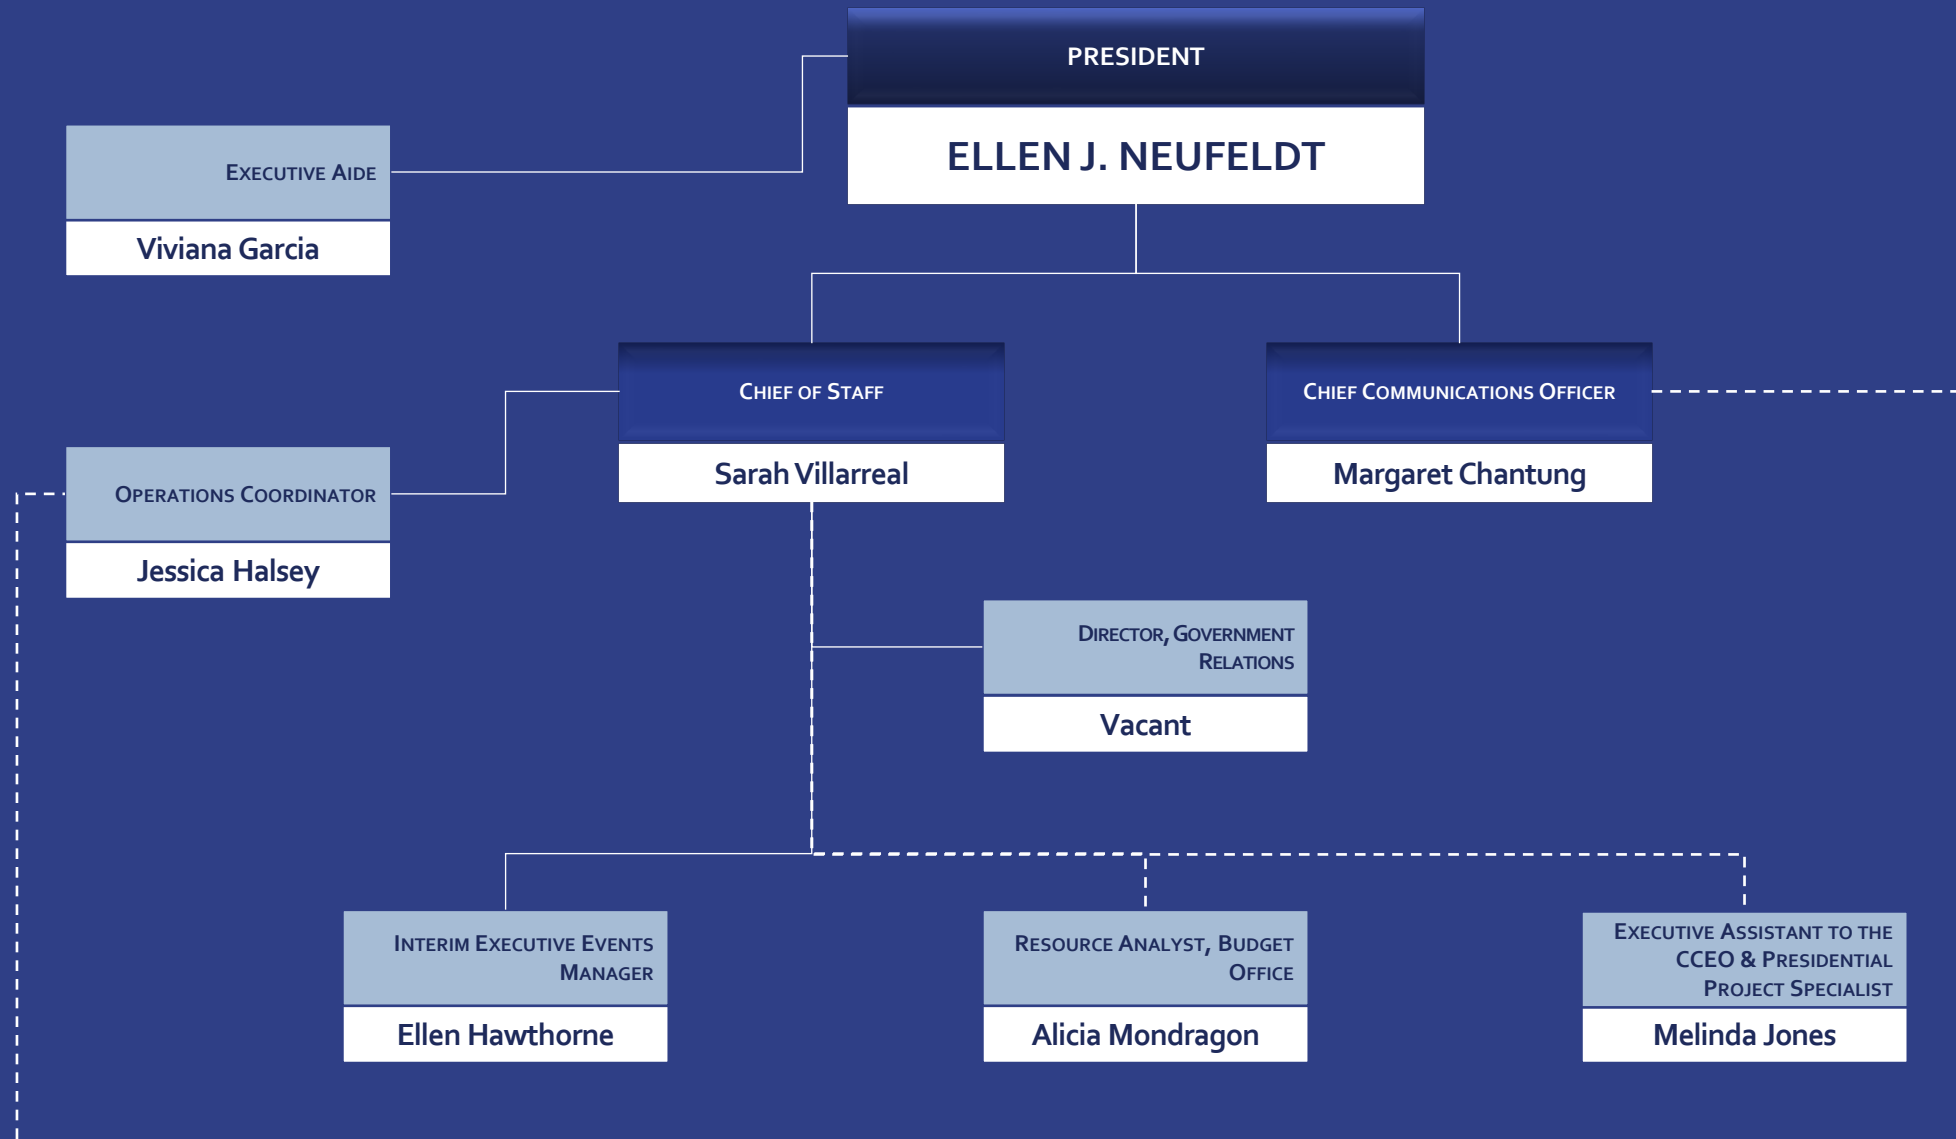 PRESIDENT
ELLEN J. NEUFELDT
EXECUTIVE AIDE
Viviana Garcia
CHIEF OF STAFF
Sarah Villarreal
CHIEF COMMUNICATIONS OFFICER
Margaret Chantung
OPERATIONS COORDINATOR
Jessica Halsey
DIRECTOR, GOVERNMENT
RELATIONS
Vacant
INTERIM EXECUTIVE EVENTS
MANAGER
Ellen Hawthorne
RESOURCE ANALYST, BUDGET
OFFICE
Alicia Mondragon
EXECUTIVE ASSISTANT TO THE
CCEO & PRESIDENTIAL
PROJECT SPECIALIST
Melinda Jones